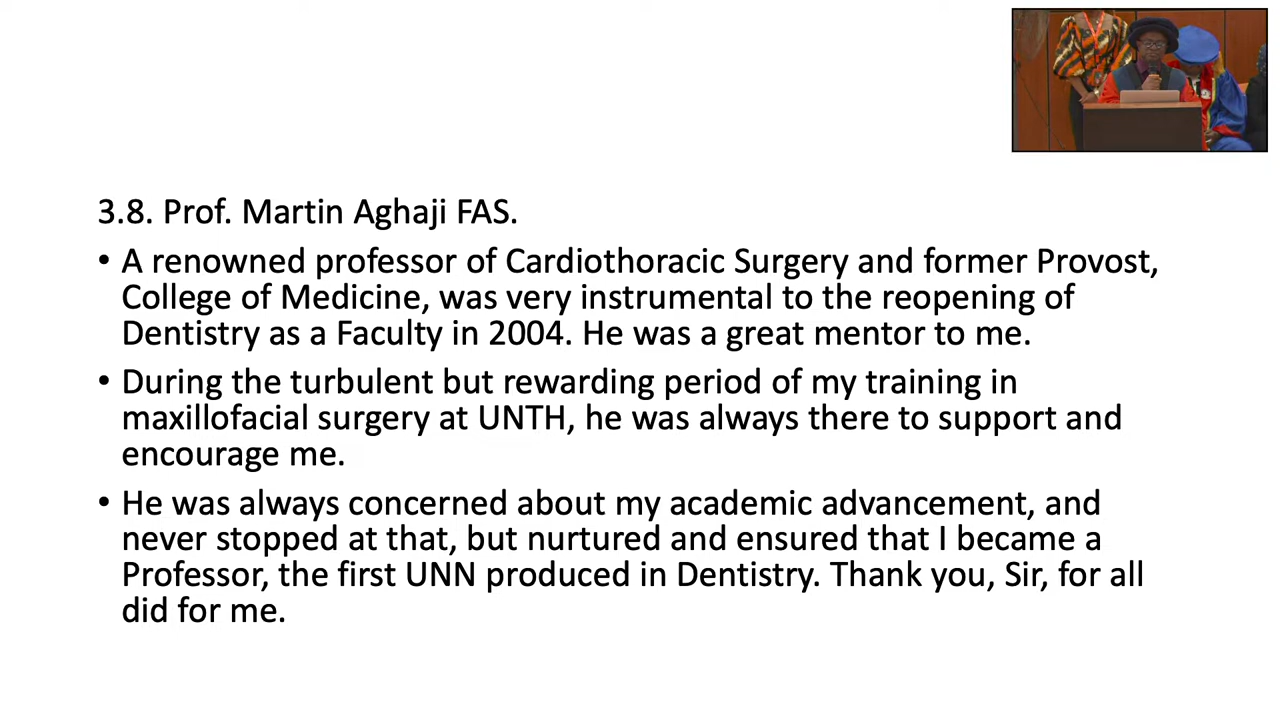 3.8. Prof. Martin Aghaji FAS.
• A renowned professor of Cardiothoracic Surgery and former Provost,
College of Medicine, was very instrumental to the reopening of
Dentistry as a Faculty in 2004. He was a great mentor to me.
• During the turbulent but rewarding period of my training in
maxillofacial surgery at UNTH, he was always there to support and
encourage me.
• He was always concerned about my academic advancement, and
never stopped at that, but nurtured and ensured that I became a
Professor, the first UNN produced in Dentistry. Thank you, Sir, for all
did for me.